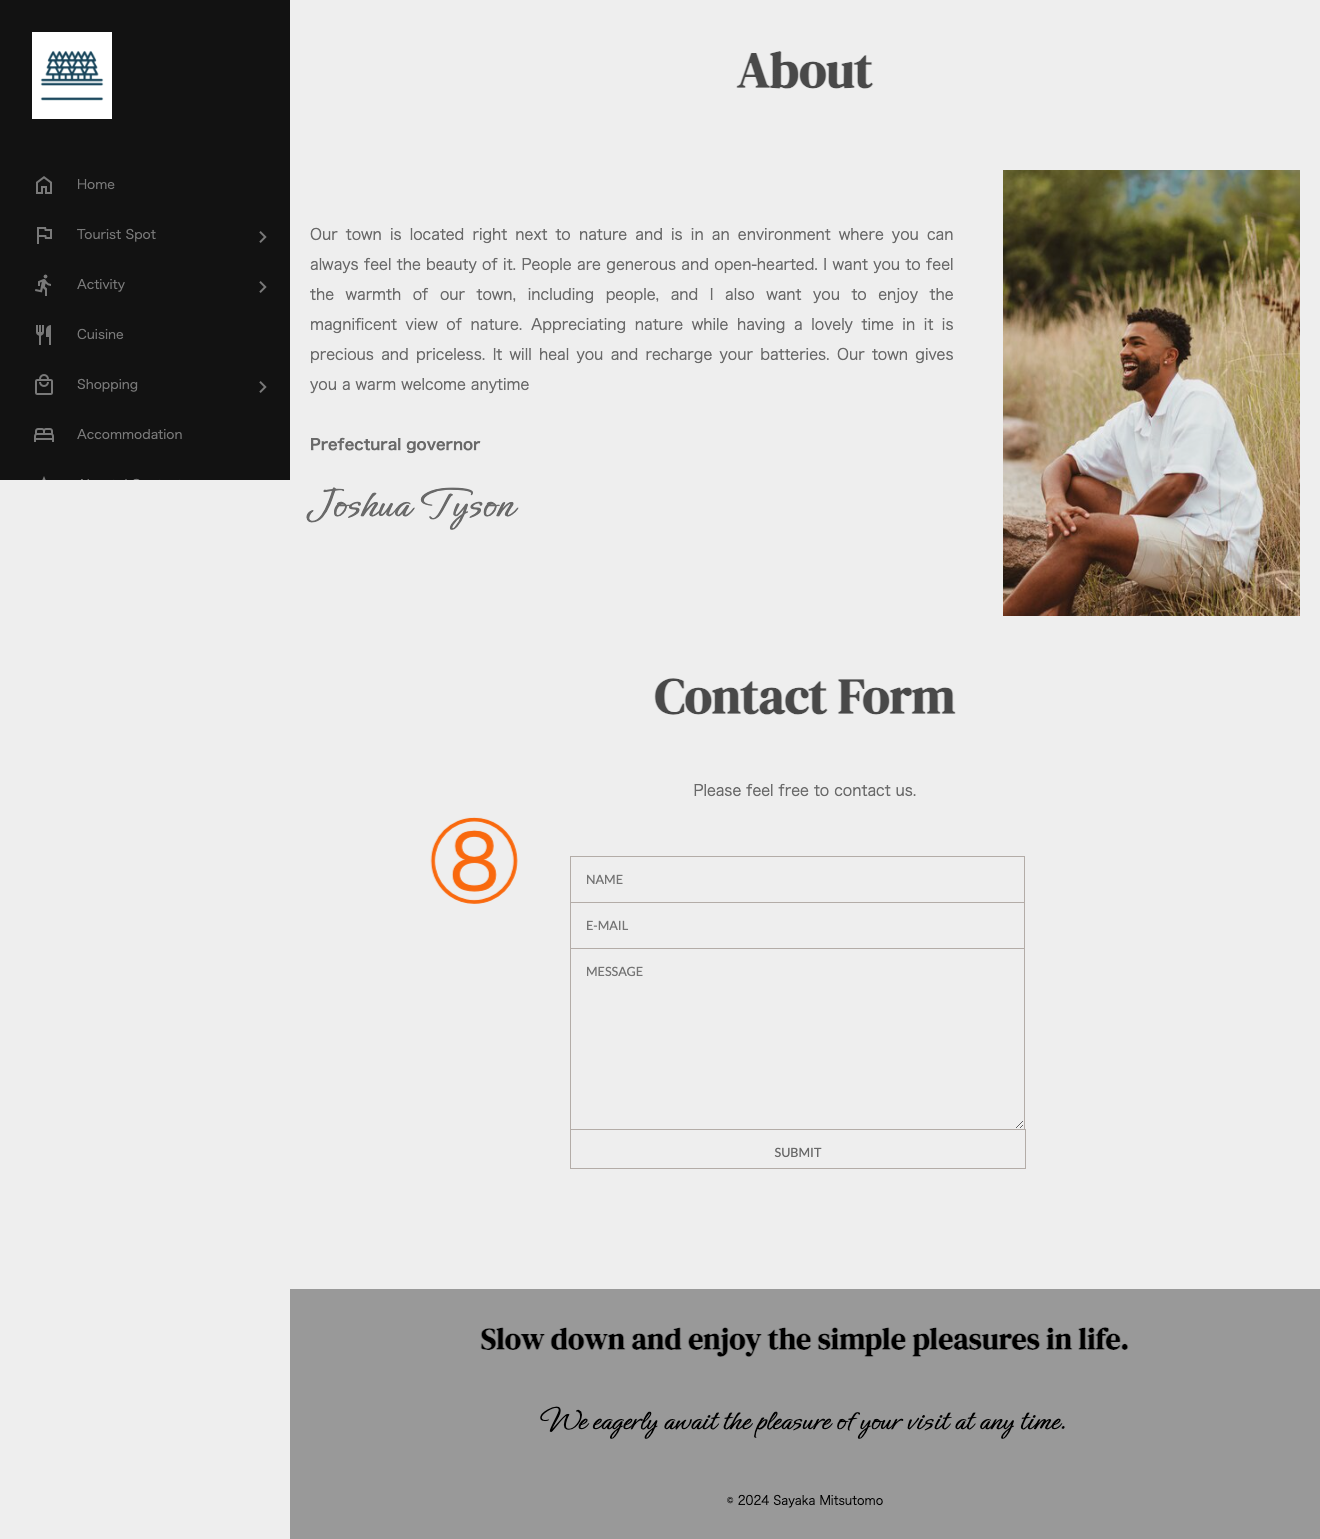 Home
Tourist Spot
Activity
Cuisine
Shopping
Accommodation
About
Our town is located right next to nature and is in an environment where you can
always feel the beauty of it. People are generous and open-hearted. I want you to feel
the warmth of our town, including people, and I also want you to enjoy the
magnificent view of nature. Appreciating nature while having a lovely time in it is
precious and priceless. It will heal you and recharge your batteries. Our town gives
you a warm welcome anytime
Prefectural governor
Joshua Tyson
Contact Form
Please feel free to contact us.
⑧
NAME
E-MAIL
MESSAGE
SUBMIT
Slow down and enjoy the simple pleasures in life.
We eagerly await the pleasure of your visit at any time.
© 2024 Sayaka Mitsutomo